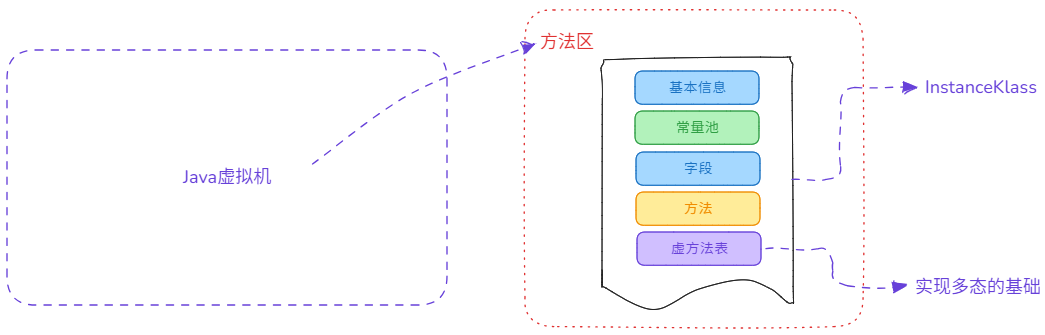 方法区
基本信息
InstanceKlass
常量池
字段
Java虚拟机
方法
虚方法表
实现多态的基础